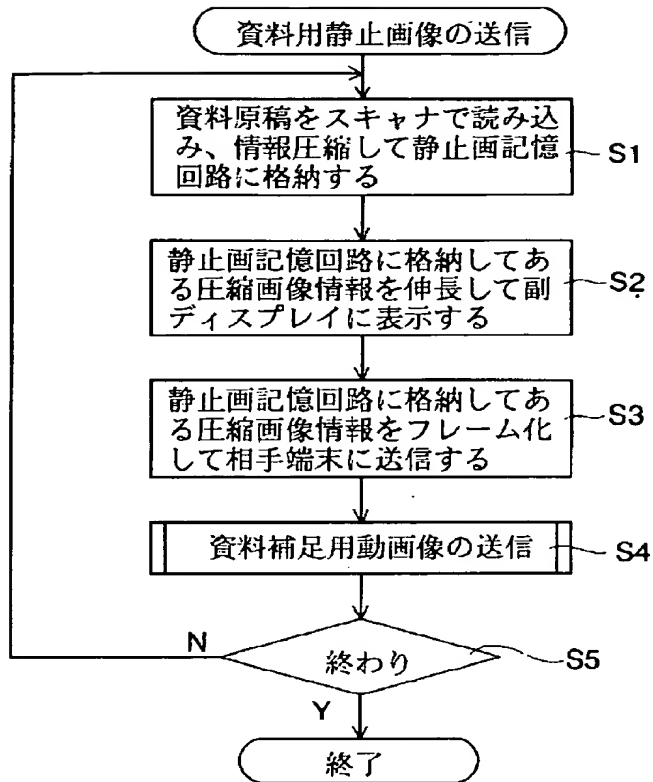 資料用静止画像の送信
資料原稿をスキャナで読み込
み、情報圧縮して静止画記憶
回路に格納する
S1
静止画記憶回路に格納してあ
る圧縮画像情報を伸長して副
ディスプレイに表示する
S2
静止画記憶回路に格納してあ
る圧縮画像情報をフレーム化
して相手端末に送信する
S3
資料補足用動画像の送信
S4
N
終わり
S5
Y
終了